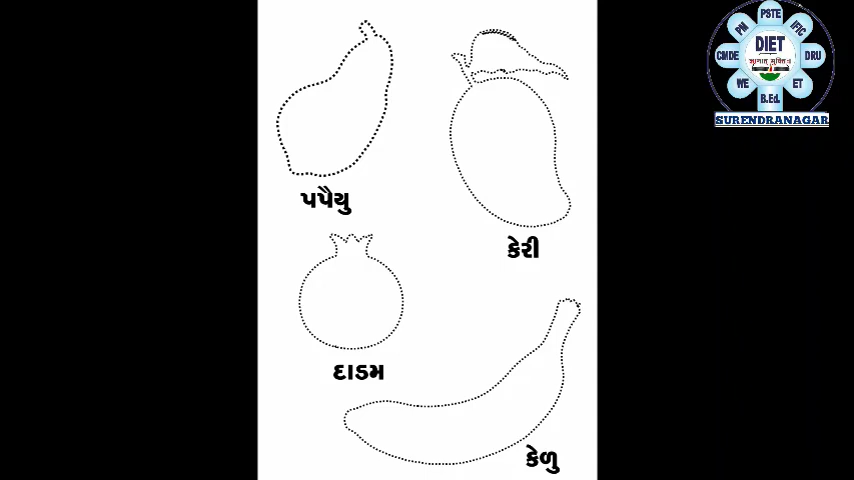 પપૈયુ
કેરી
દાડમ
કેળુ
PSTE
PM
IFIC
CMDE
DIET
DRU
WE
ET
B.Ed.
SURENDRANAGAR